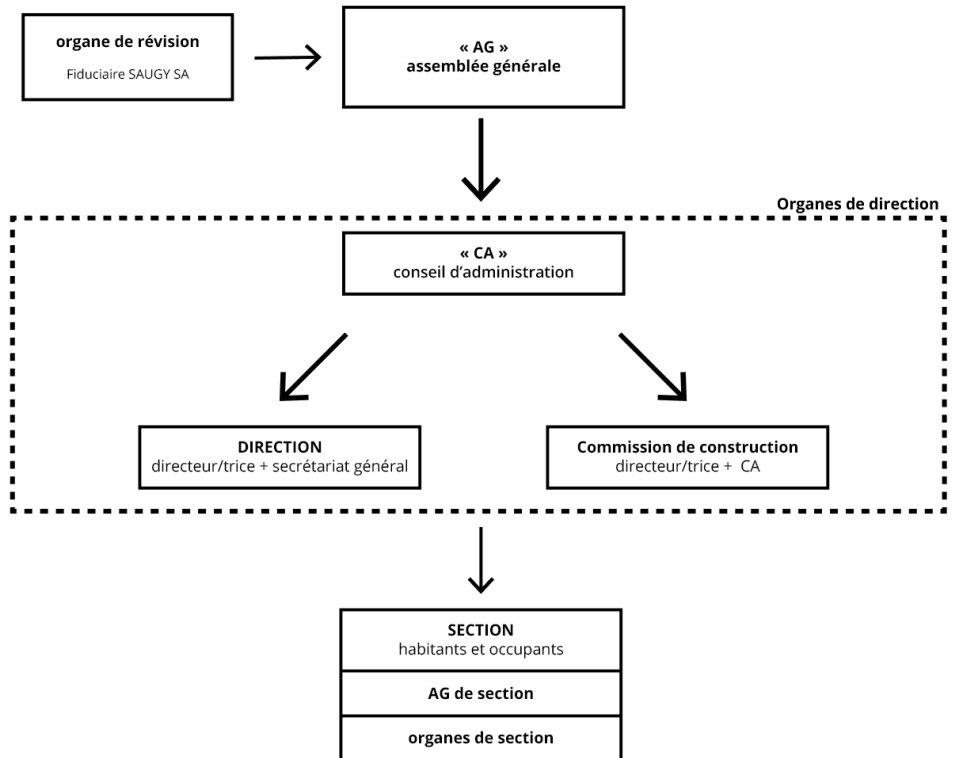 organe de révision
Fiduciaire SAUGY SA
« AG »
assemblée générale
Organes de direction
« CA »
conseil d’administration
DIRECTION
directeur/trice + secrétariat général
Commission de construction
directeur/trice + CA
SECTION
habitants et occupants
AG de section
organes de section